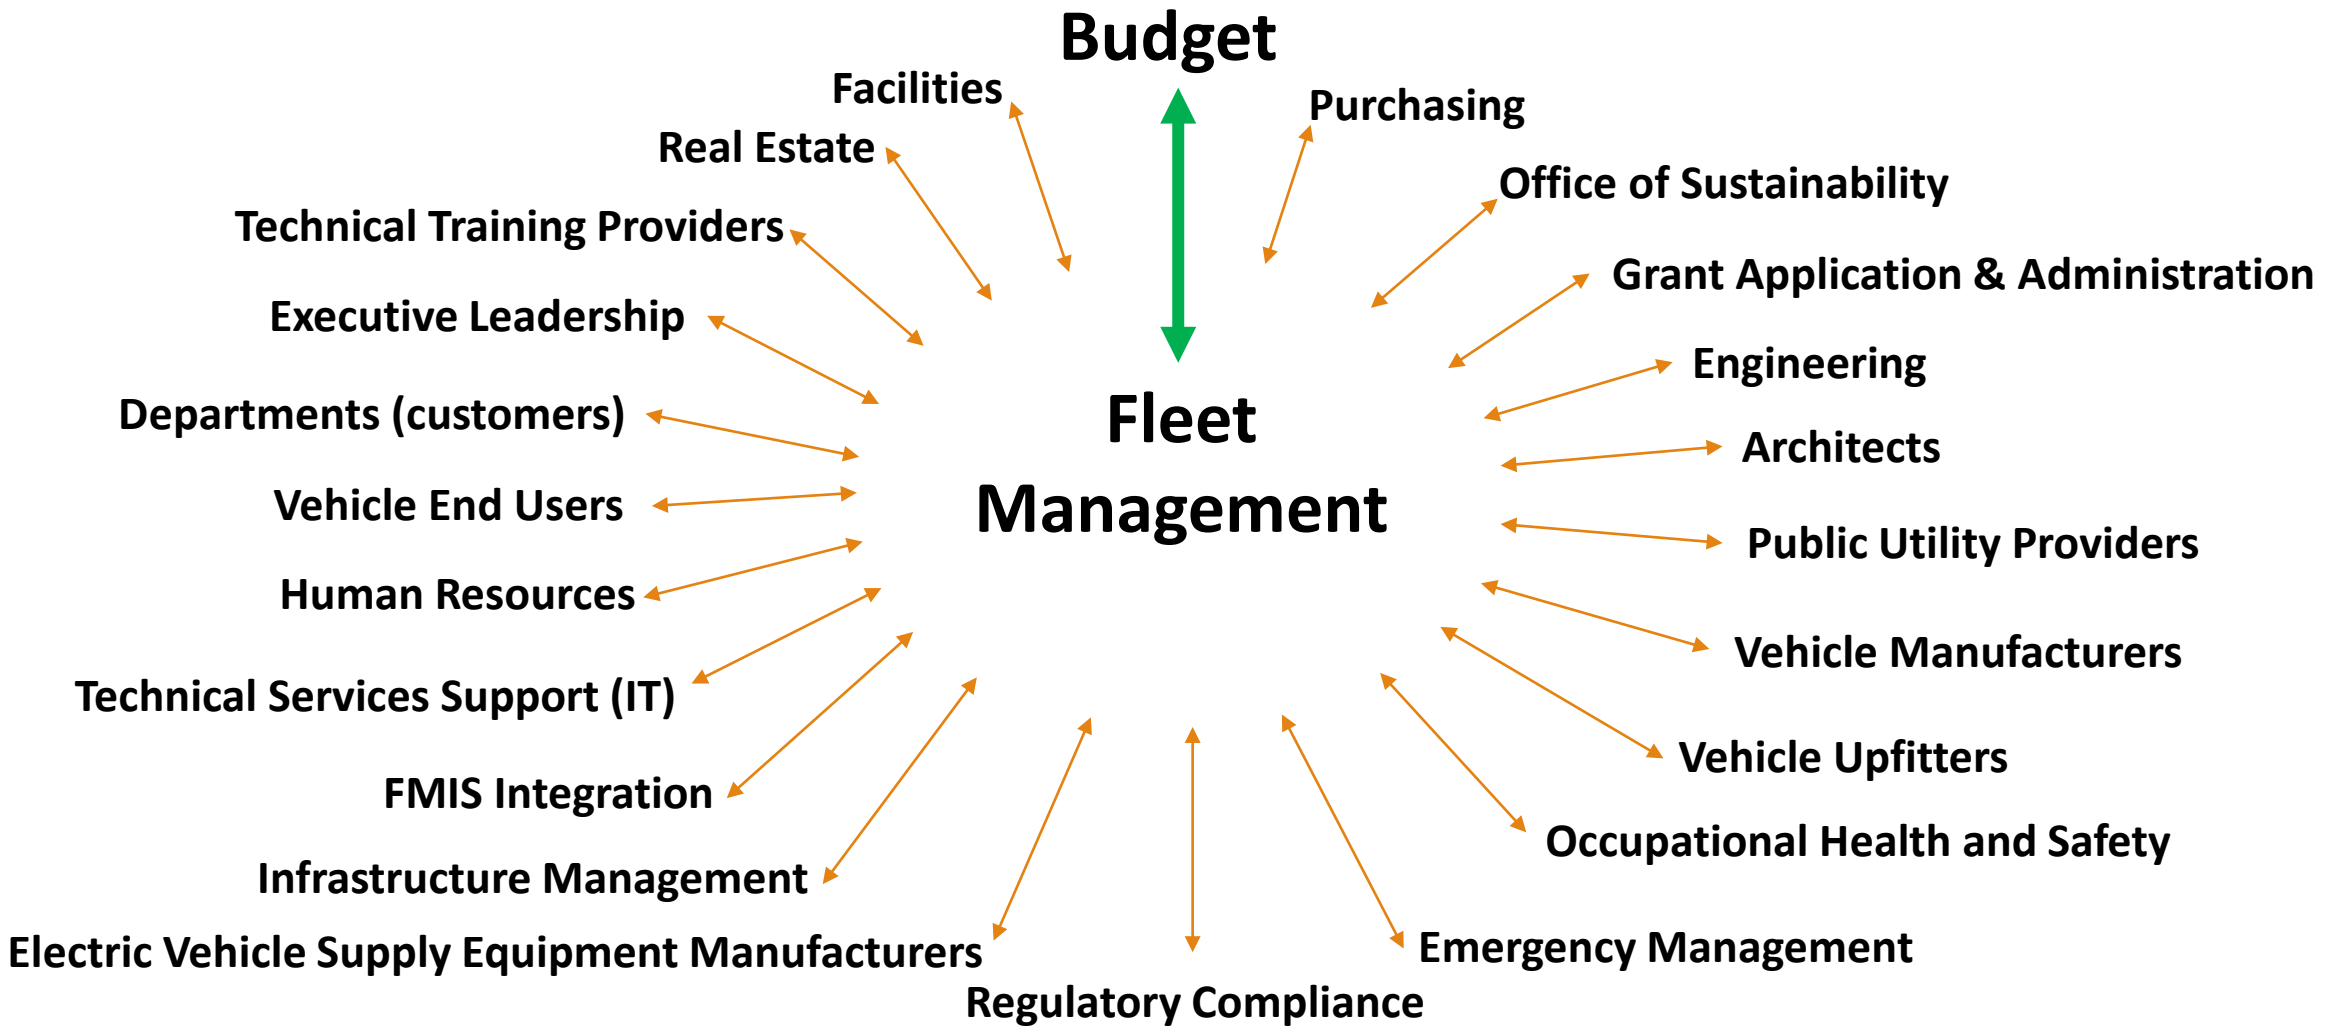 Budget
Facilities
Purchasing
Real Estate
Office of Sustainability
Technical Training Providers
Grant Application & Administration
Executive Leadership
Engineering
Departments (customers)
Fleet
Management
Architects
Vehicle End Users
Public Utility Providers
Human Resources
Vehicle Manufacturers
Technical Services Support (IT)
Vehicle Upfitters
FMIS Integration
Occupational Health and Safety
Infrastructure Management
Electric Vehicle Supply Equipment Manufacturers
Emergency Management
Regulatory Compliance